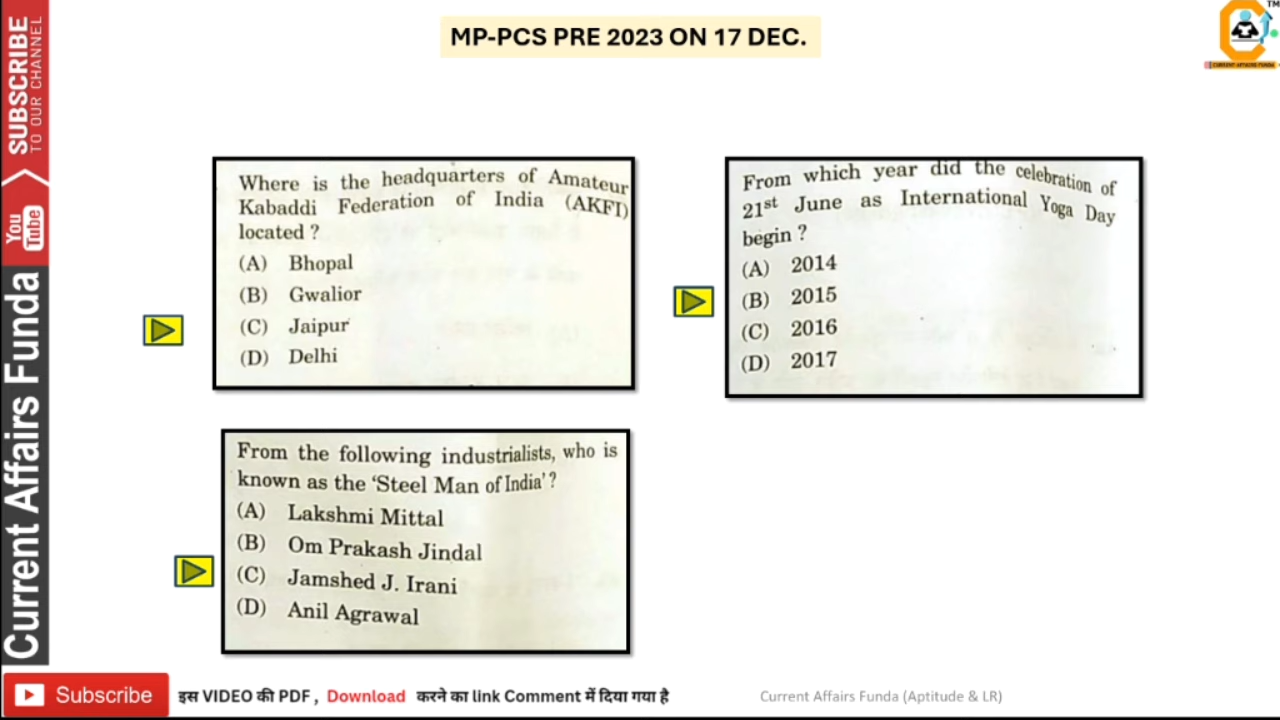 MP-PCS PRE 2023 ON 17 DEC.
TM
CURRENT AFFAIRS FUNDA
SUBSCRIBE
TO OUR CHANNEL
You
Tube
Current Affairs Funda
Where is the headquarters of Amateur
Kabaddi Federation of India (AKFI)
located ?
(A) Bhopal
(B) Gwalior
(C) Jaipur
(D) Delhi
From which year did the celebration of
21st June as International Yoga Day
begin ?
(A) 2014
(B) 2015
(C) 2016
(D) 2017
From the following industrialists, who is
known as the ‘Steel Man of India’ ?
(A) Lakshmi Mittal
(B) Om Prakash Jindal
(C) Jamshed J. Irani
(D) Anil Agrawal
Subscribe
इस VIDEO की PDF , Download करने का link Comment में दिया गया है
Current Affairs Funda (Aptitude & LR)